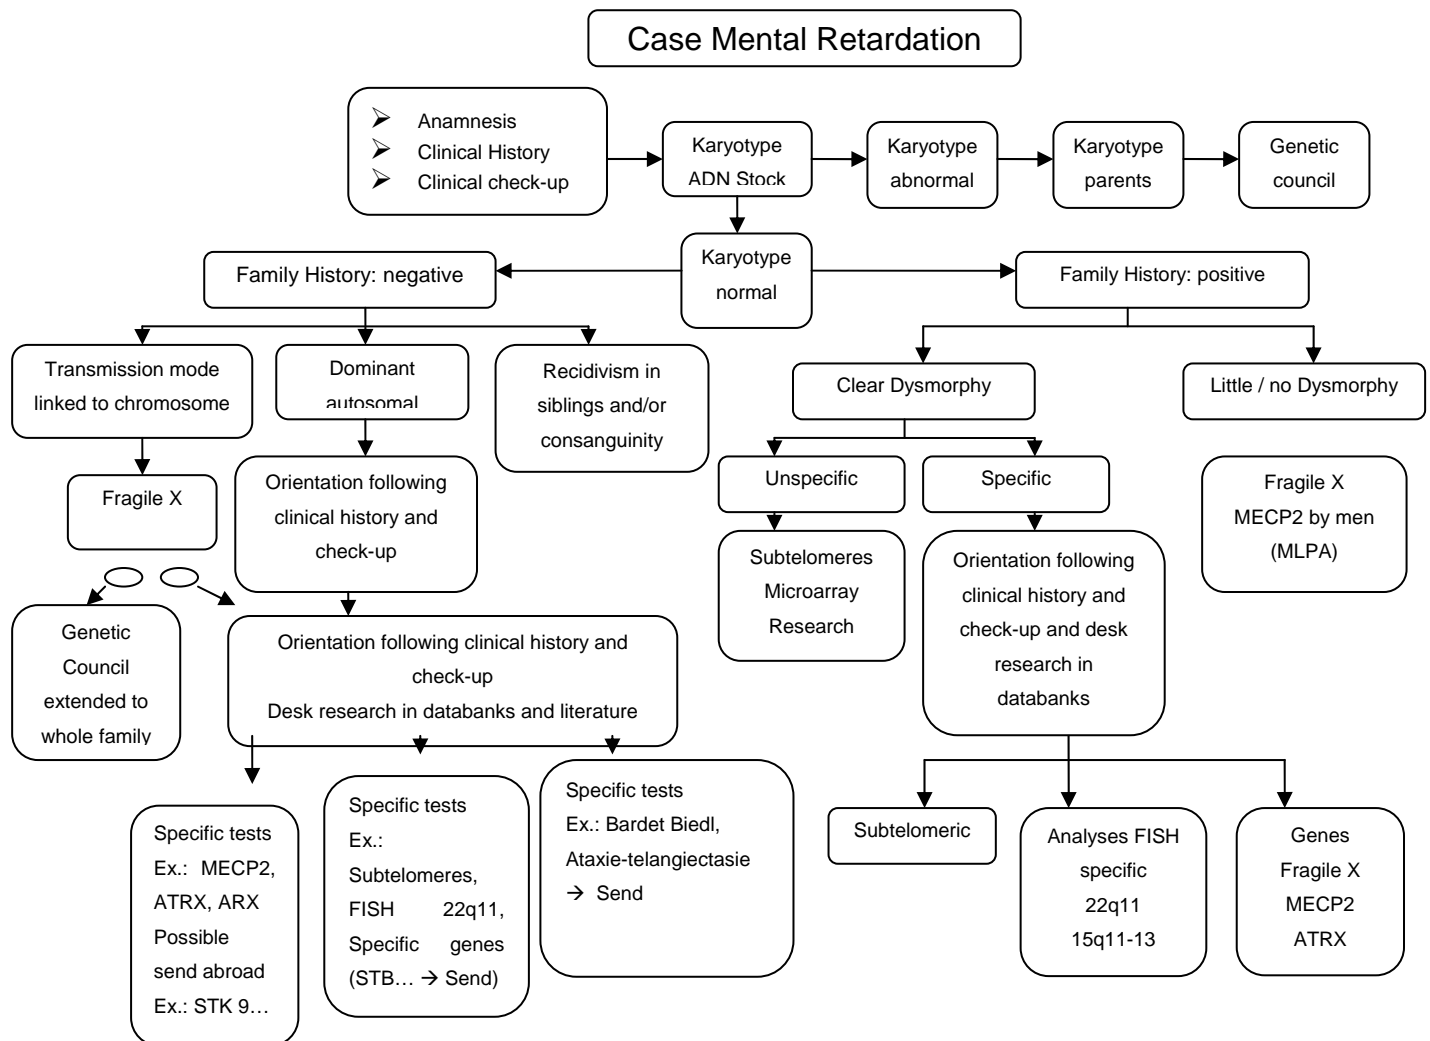 Case Mental Retardation
➢ Anamnesis
➢ Clinical History
➢ Clinical check-up
Karyotype
ADN Stock
Karyotype
abnormal
Karyotype
parents
Genetic
council
Karyotype
normal
Family History: negative
Family History: positive
Transmission mode
linked to chromosome
Dominant
autosomal
Recidivism in
siblings and/or
consanguinity
Clear Dysmorphy
Little / no Dysmorphy
Fragile X
Orientation following
clinical history and
check-up
Unspecific
Specific
Fragile X
MECP2 by men
(MLPA)
Subtelomeres
Microarray
Research
Orientation following
clinical history and
check-up and desk
research in
databanks
Genetic
Council
extended to
whole family
Orientation following clinical history and
check-up
Desk research in databanks and literature
Specific tests
Ex.: MECP2,
ATRX, ARX
Possible
send abroad
Ex.: STK 9…
Specific tests
Ex.:
Subtelomeres,
FISH 22q11,
Specific genes
(STB… → Send)
Specific tests
Ex.: Bardet Biedl,
Ataxie-telangiectasie
→ Send
Subtelomeric
Analyses FISH
specific
22q11
15q11-13
Genes
Fragile X
MECP2
ATRX